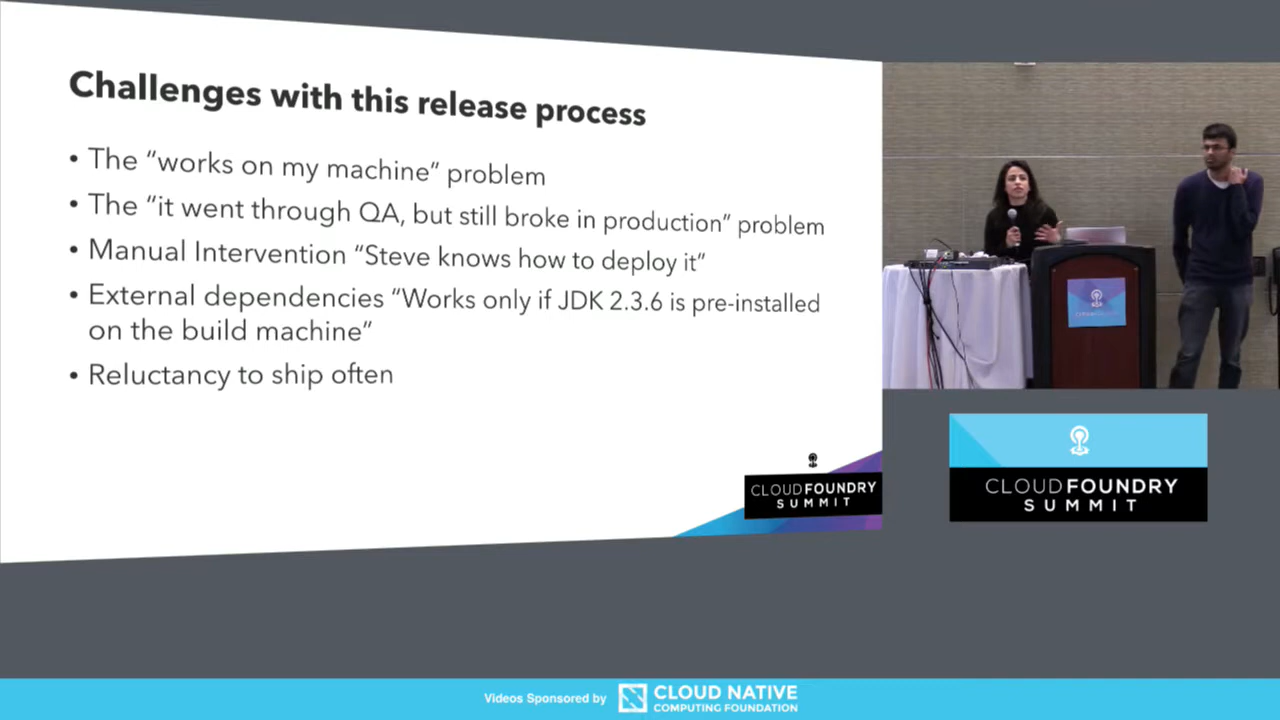 Challenges with this release process
• The “works on my machine” problem
• The “it went through QA, but still broke in production” problem
• Manual Intervention “Steve knows how to deploy it”
• External dependencies “Works only if JDK 2.3.6 is pre-installed
on the build machine”
• Reluctancy to ship often
CLOUDFOUNDRY
SUMMIT
CLOUDFOUNDRY
SUMMIT
Videos Sponsored by
CLOUD NATIVE
COMPUTING FOUNDATION